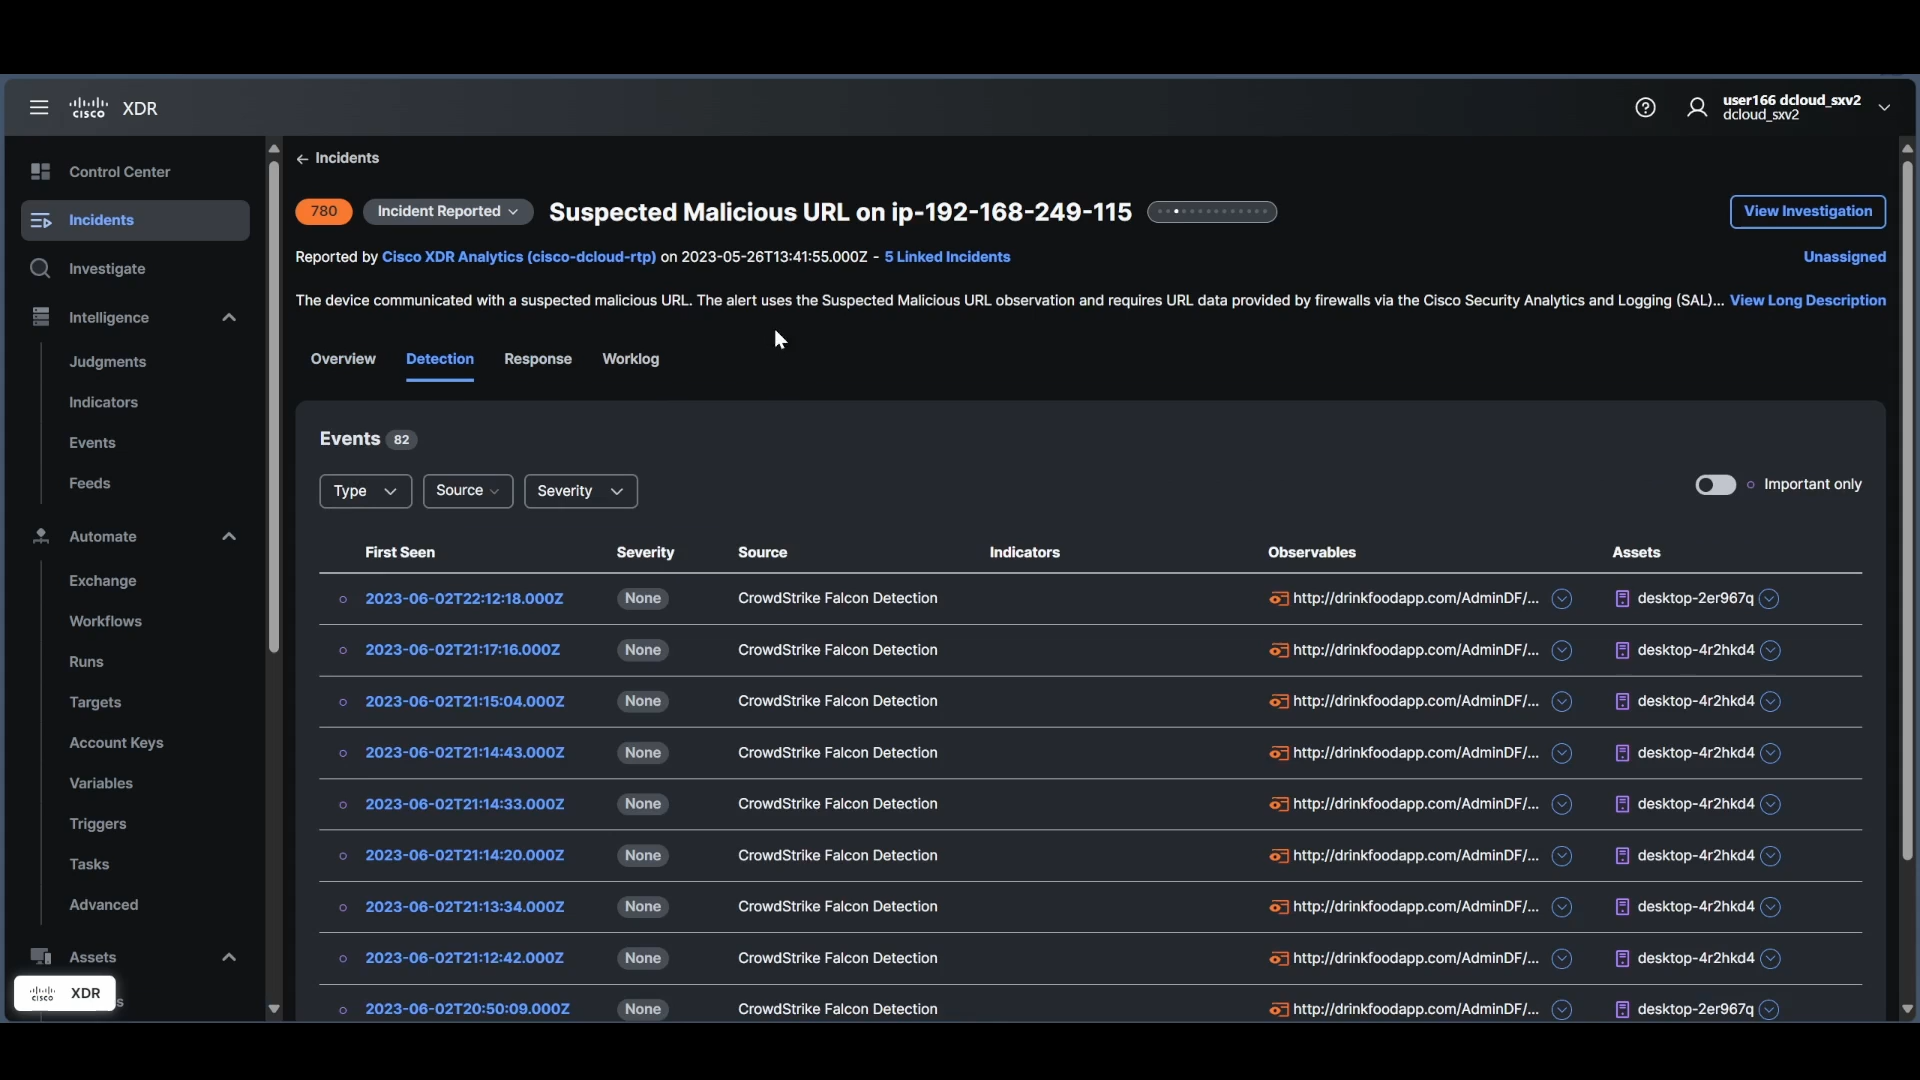 cisco XDR
user166 dcloud_sxv2
dcloud_sxv2
Control Center
Incidents
Investigate
Intelligence
Judgments
Indicators
Events
Feeds
Automate
Exchange
Workflows
Runs
Targets
Account Keys
Variables
Triggers
Tasks
Advanced
Assets
cisco XDR
← Incidents
780 Incident Reported Suspected Malicious URL on ip-192-168-249-115 View Investigation
Reported by Cisco XDR Analytics (cisco-dcloud-rtp) on 2023-05-26T13:41:55.000Z - 5 Linked Incidents Unassigned
The device communicated with a suspected malicious URL. The alert uses the Suspected Malicious URL observation and requires URL data provided by firewalls via the Cisco Security Analytics and Logging (SAL)... View Long Description
Overview Detection Response Worklog
Events 82
Type Source Severity Important only
First Seen Severity Source Indicators Observables Assets
2023-06-02T22:12:18.000Z None CrowdStrike Falcon Detection http://drinkfoodapp.com/AdminDF/... desktop-2er967q
2023-06-02T21:17:16.000Z None CrowdStrike Falcon Detection http://drinkfoodapp.com/AdminDF/... desktop-4r2hkd4
2023-06-02T21:15:04.000Z None CrowdStrike Falcon Detection http://drinkfoodapp.com/AdminDF/... desktop-4r2hkd4
2023-06-02T21:14:43.000Z None CrowdStrike Falcon Detection http://drinkfoodapp.com/AdminDF/... desktop-4r2hkd4
2023-06-02T21:14:33.000Z None CrowdStrike Falcon Detection http://drinkfoodapp.com/AdminDF/... desktop-4r2hkd4
2023-06-02T21:14:20.000Z None CrowdStrike Falcon Detection http://drinkfoodapp.com/AdminDF/... desktop-4r2hkd4
2023-06-02T21:13:34.000Z None CrowdStrike Falcon Detection http://drinkfoodapp.com/AdminDF/... desktop-4r2hkd4
2023-06-02T21:12:42.000Z None CrowdStrike Falcon Detection http://drinkfoodapp.com/AdminDF/... desktop-4r2hkd4
2023-06-02T20:50:09.000Z None CrowdStrike Falcon Detection http://drinkfoodapp.com/AdminDF/... desktop-2er967q